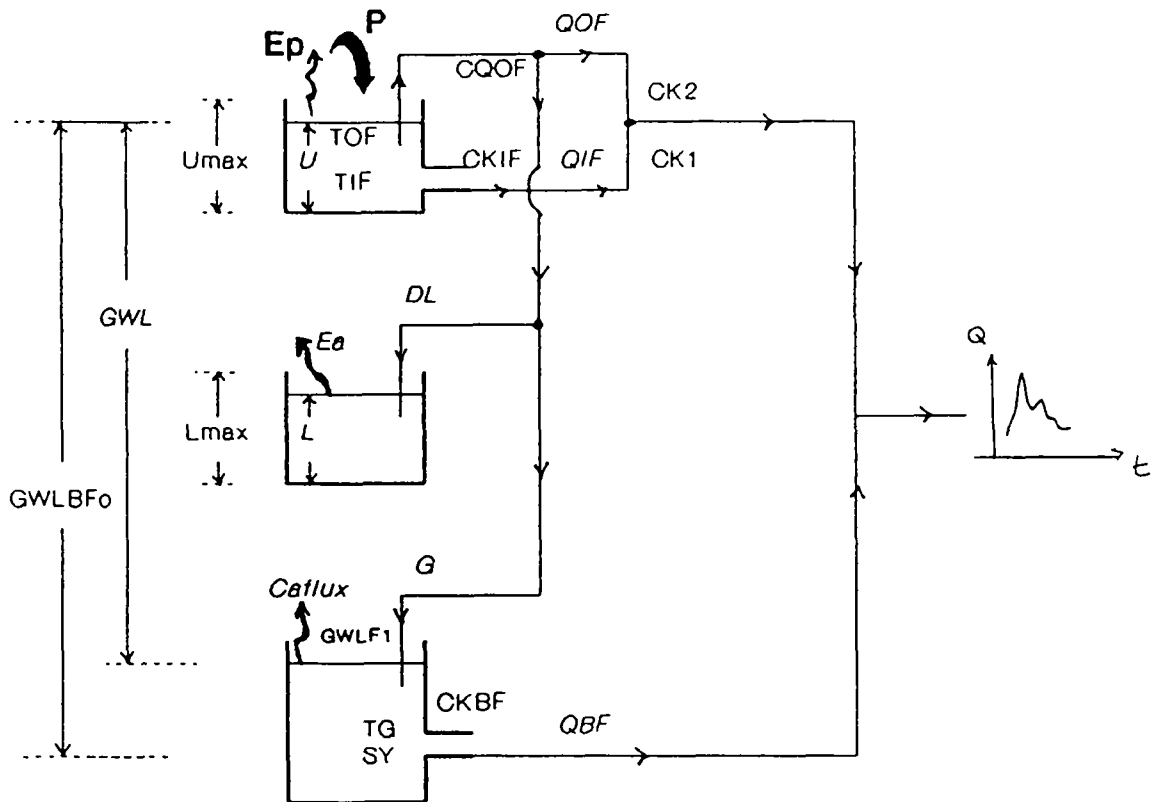 QOF
P
Ep
CQOF
CK2
TOF
Umax
U
CKIF
QIF
CK1
TIF
GWL
DL
Ea
Q
Lmax
L
t
GWLBFo
G
Caflux
GWLF1
CKBF
TG
QBF
SY